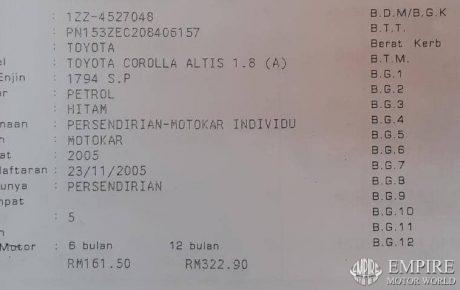 : 1ZZ-4527048 B.D.M/B.G.K
: PN153ZEC208406157 B.T.T.
: TOYOTA Berat Kerb
el : TOYOTA COROLLA ALTIS 1.8 (A) B.T.M.
Enjin : 1794 S.P B.G.1
r : PETROL B.G.2
: HITAM B.G.3
naan : PERSENDIRIAN-MOTOKAR INDIVIDU B.G.4
n : MOTOKAR B.G.5
at : 2005 B.G.6
daftaran : 23/11/2005 B.G.7
unya : PERSENDIRIAN B.G.8
mpat B.G.9
: 5 B.G.10
n B.G.11
Motor : 6 bulan 12 bulan B.G.12
RM161.50 RM322.90
EMPIRE
MOTOR WORLD